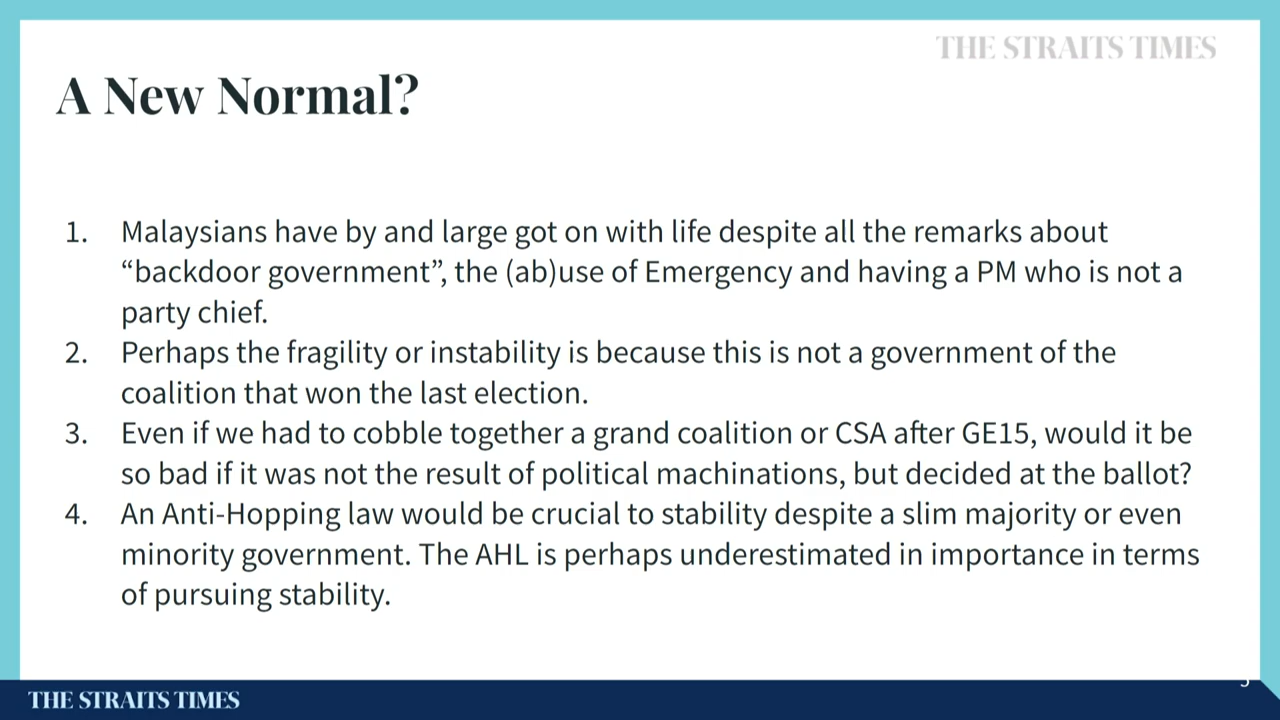 THE STRAITS TIMES
A New Normal?
1. Malaysians have by and large got on with life despite all the remarks about
“backdoor government”, the (ab)use of Emergency and having a PM who is not a
party chief.
2. Perhaps the fragility or instability is because this is not a government of the
coalition that won the last election.
3. Even if we had to cobble together a grand coalition or CSA after GE15, would it be
so bad if it was not the result of political machinations, but decided at the ballot?
4. An Anti-Hopping law would be crucial to stability despite a slim majority or even
minority government. The AHL is perhaps underestimated in importance in terms
of pursuing stability.
THE STRAITS TIMES